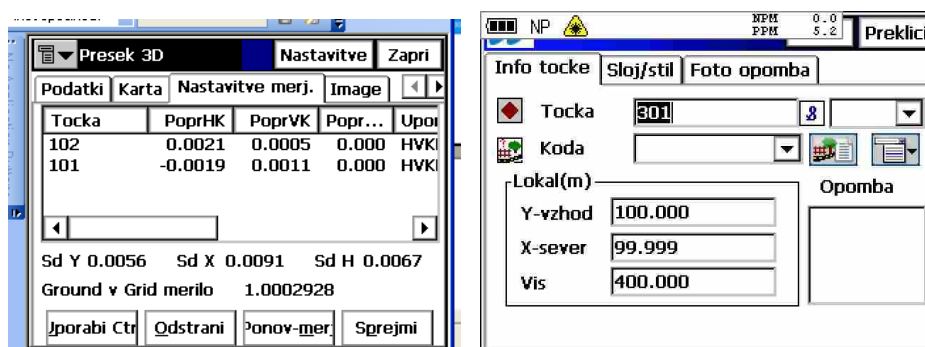 Presek 3D Nastavitve Zapri
Podatki Karta Nastavitve merj. Image
Tocka PoprHK PoprVK Popr... Upor
102 0.0021 0.0005 0.000 HVKI
101 -0.0019 0.0011 0.000 HVKI
Sd Y 0.0056 Sd X 0.0091 Sd H 0.0067
Ground v Grid merilo 1.0002928
Uporabi Ctr Odstrani Ponov-mer Sprejmi
NP NPM 0.0
PPM 5.2 Preklici
Info tocke Sloj/stil Foto opomba
Tocka 301
Koda
Lokal(m) Opomba
Y-vzhod 100.000
X-sever 99.999
Vis 400.000